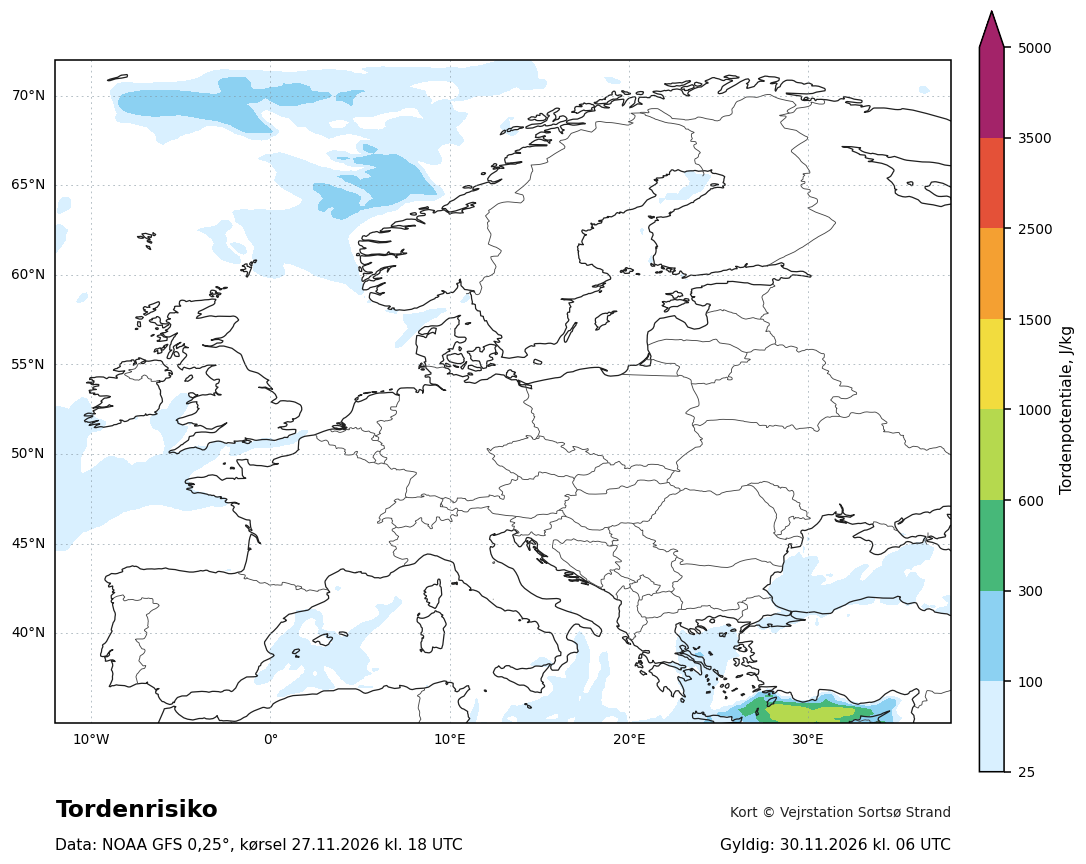 70°N
65°N
60°N
55°N
50°N
45°N
40°N
10°W
0°
10°E
20°E
30°E
5000
3500
2500
1500
1000
600
300
100
25
Tordenpotentiale, J/kg
Tordenrisiko
Kort © Vejrstation Sortsø Strand
Data: NOAA GFS 0,25°, kørsel 27.11.2026 kl. 18 UTC
Gyldig: 30.11.2026 kl. 06 UTC